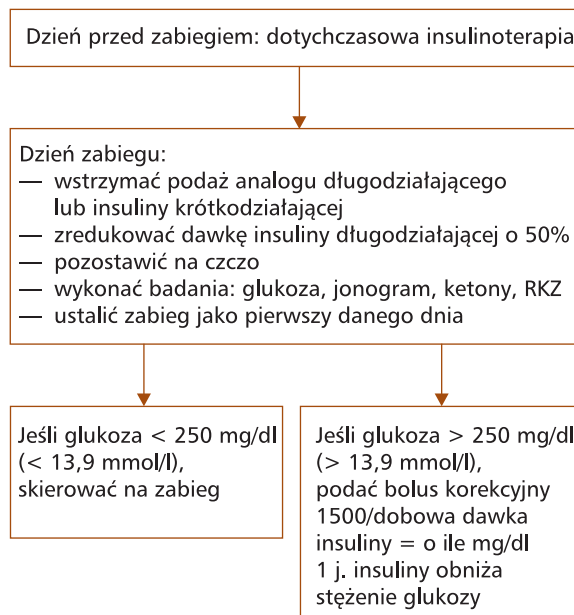 Dzień przed zabiegiem: dotychczasowa insulinoterapia
Dzień zabiegu:
— wstrzymać podaż analogu długodziałającego
lub insuliny krótkodziałającej
— zredukować dawkę insuliny długodziałającej o 50%
— pozostawić na czczo
— wykonać badania: glukoza, jonogram, ketony, RKZ
— ustalić zabieg jako pierwszy danego dnia
Jeśli glukoza < 250 mg/dl
(< 13,9 mmol/l),
skierować na zabieg
Jeśli glukoza > 250 mg/dl
(> 13,9 mmol/l),
podać bolus korekcyjny
1500/dobowa dawka
insuliny = o ile mg/dl
1 j. insuliny obniża
stężenie glukozy